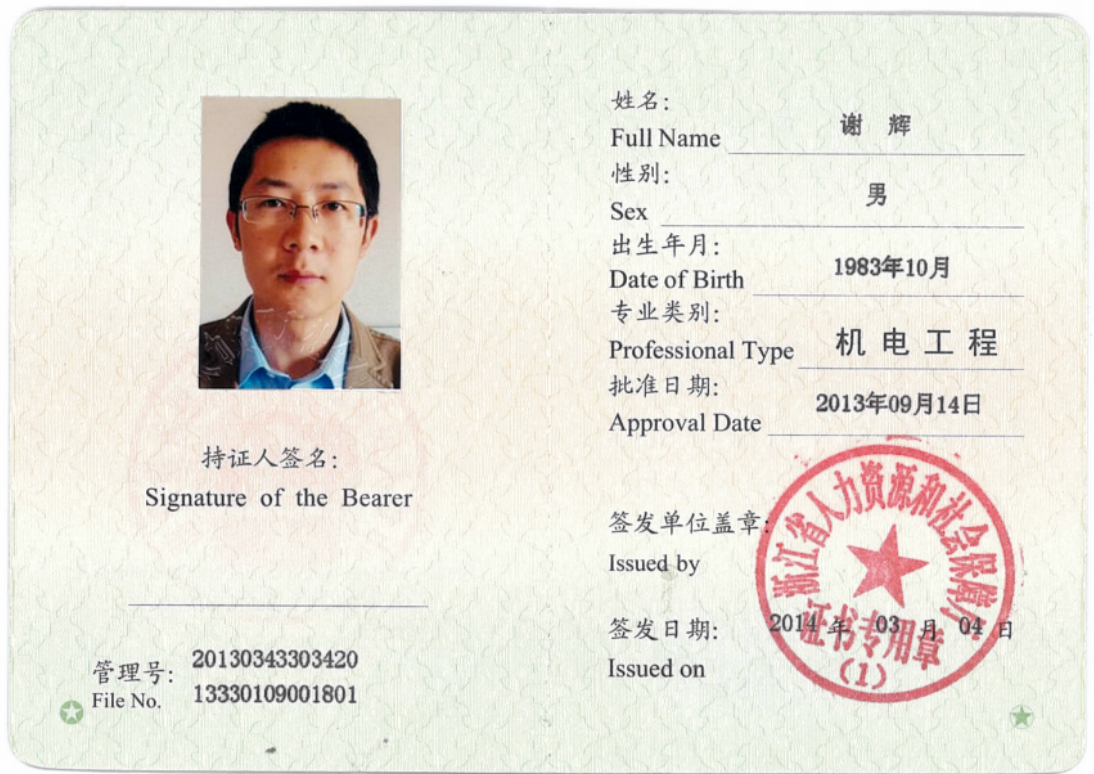 持证人签名:
Signature of the Bearer
管理号: 20130343303420
File No. 13330109001801
姓名:
Full Name 谢 辉
性别:
Sex 男
出生年月:
Date of Birth 1983年10月
专业类别:
Professional Type 机电工程
批准日期:
Approval Date 2013年09月14日
签发单位盖章:
Issued by
浙江省人力资源和社会保障厅
证书专用章
(1)
签发日期: 2014 年 03 月 04 日
Issued on